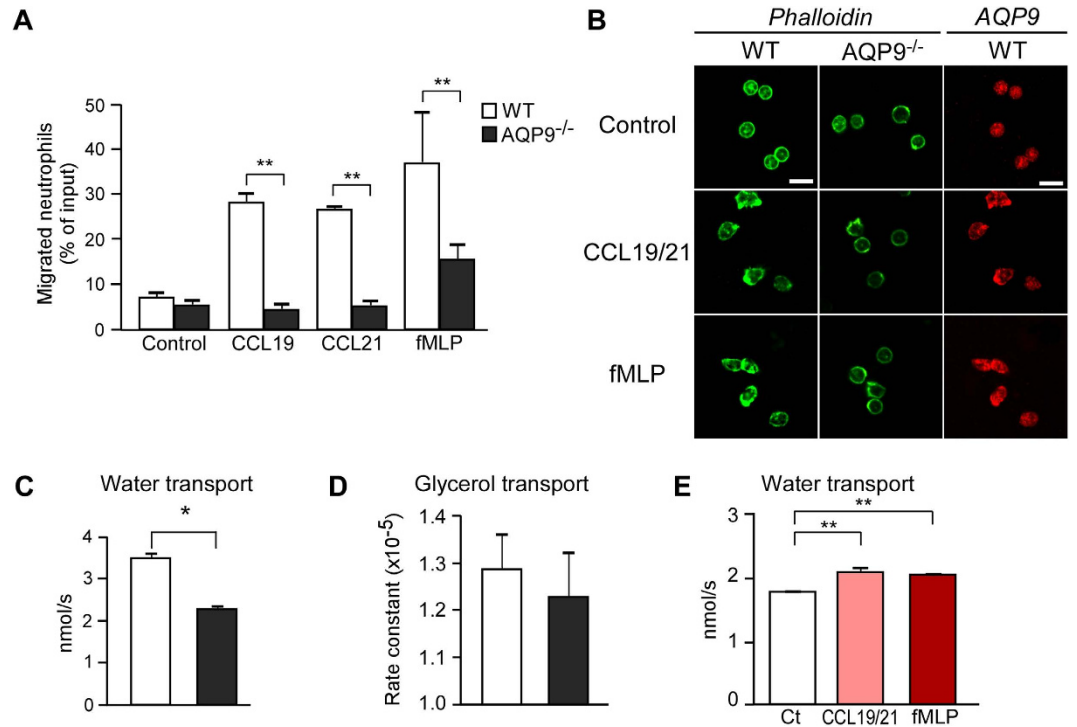 A
Migrated neutrophils
(% of input)
50
40
30
20
10
0
Control
CCL19
CCL21
fMLP
**
**
**
WT
AQP9-/-
B
Phalloidin
AQP9
WT
AQP9-/-
WT
Control
CCL19/21
fMLP
C
Water transport
*
nmol/s
4
3
2
1
0
D
Glycerol transport
Rate constant (x10-5)
1.4
1.3
1.2
1.1
1.0
E
Water transport
**
**
nmol/s
3
2
1
0
Ct
CCL19/21
fMLP